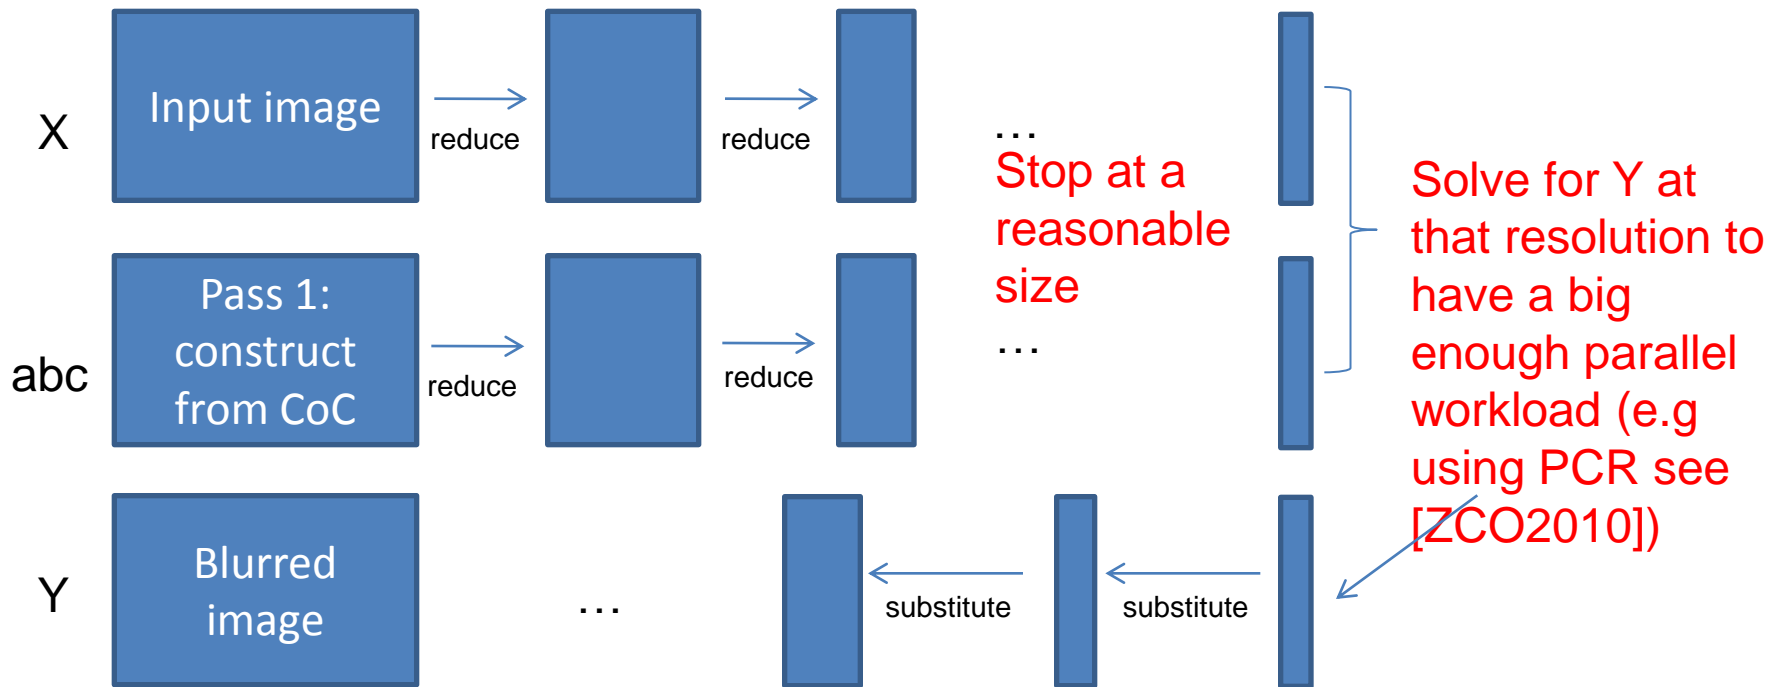 X
Input image
reduce
reduce
...
Stop at a
reasonable
size
...
abc
Pass 1:
construct
from CoC
reduce
reduce
Solve for Y at
that resolution to
have a big
enough parallel
workload (e.g
using PCR see
[ZCO2010])
Y
Blurred
image
...
substitute
substitute